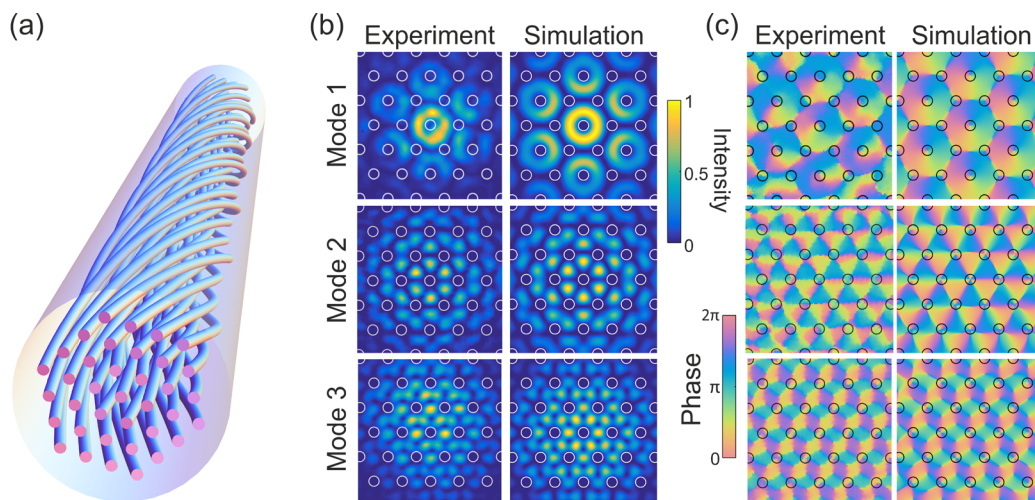 (a)
(b)
Experiment Simulation
(c)
Experiment Simulation
Mode 1
Mode 2
Mode 3
1
0.5
0
Intensity
2π
π
0
Phase